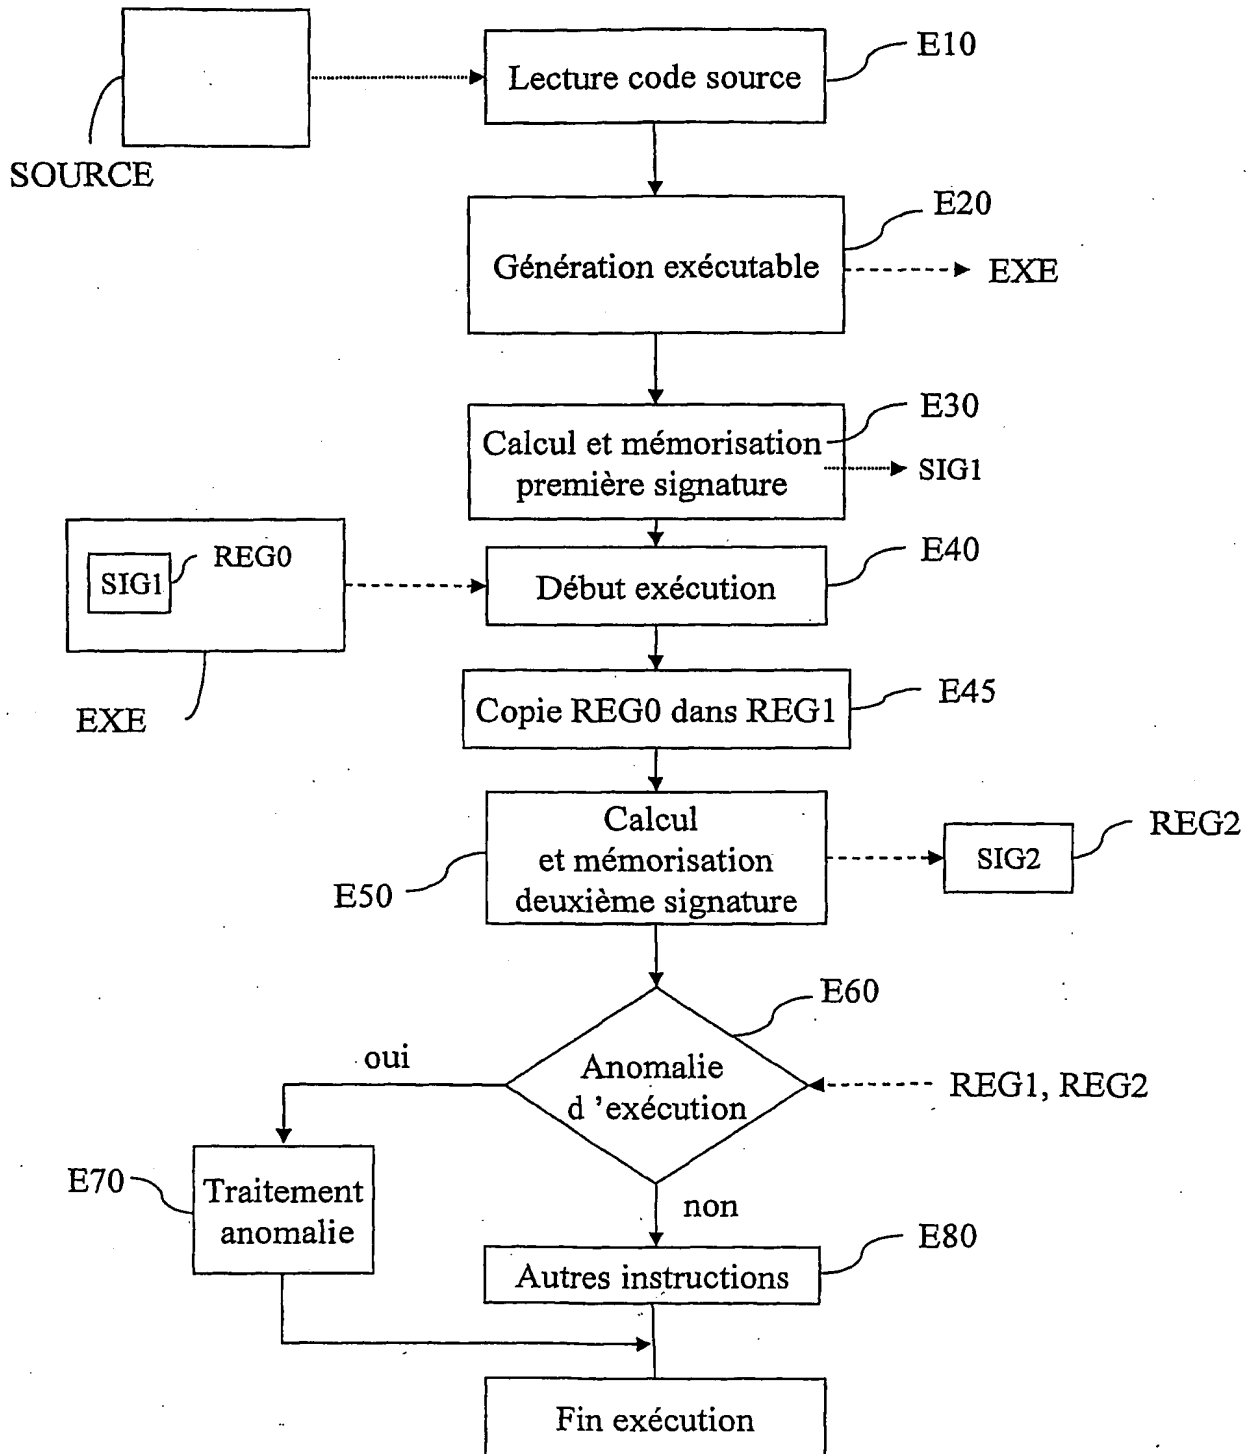 E10
Lecture code source
SOURCE
E20
Génération exécutable
EXE
E30
Calcul et mémorisation
première signature
SIG1
REG0
SIG1
E40
Début exécution
EXE
E45
Copie REG0 dans REG1
Calcul
et mémorisation
deuxième signature
E50
REG2
SIG2
E60
oui
Anomalie
d ’exécution
REG1, REG2
E70
Traitement
anomalie
non
E80
Autres instructions
Fin exécution